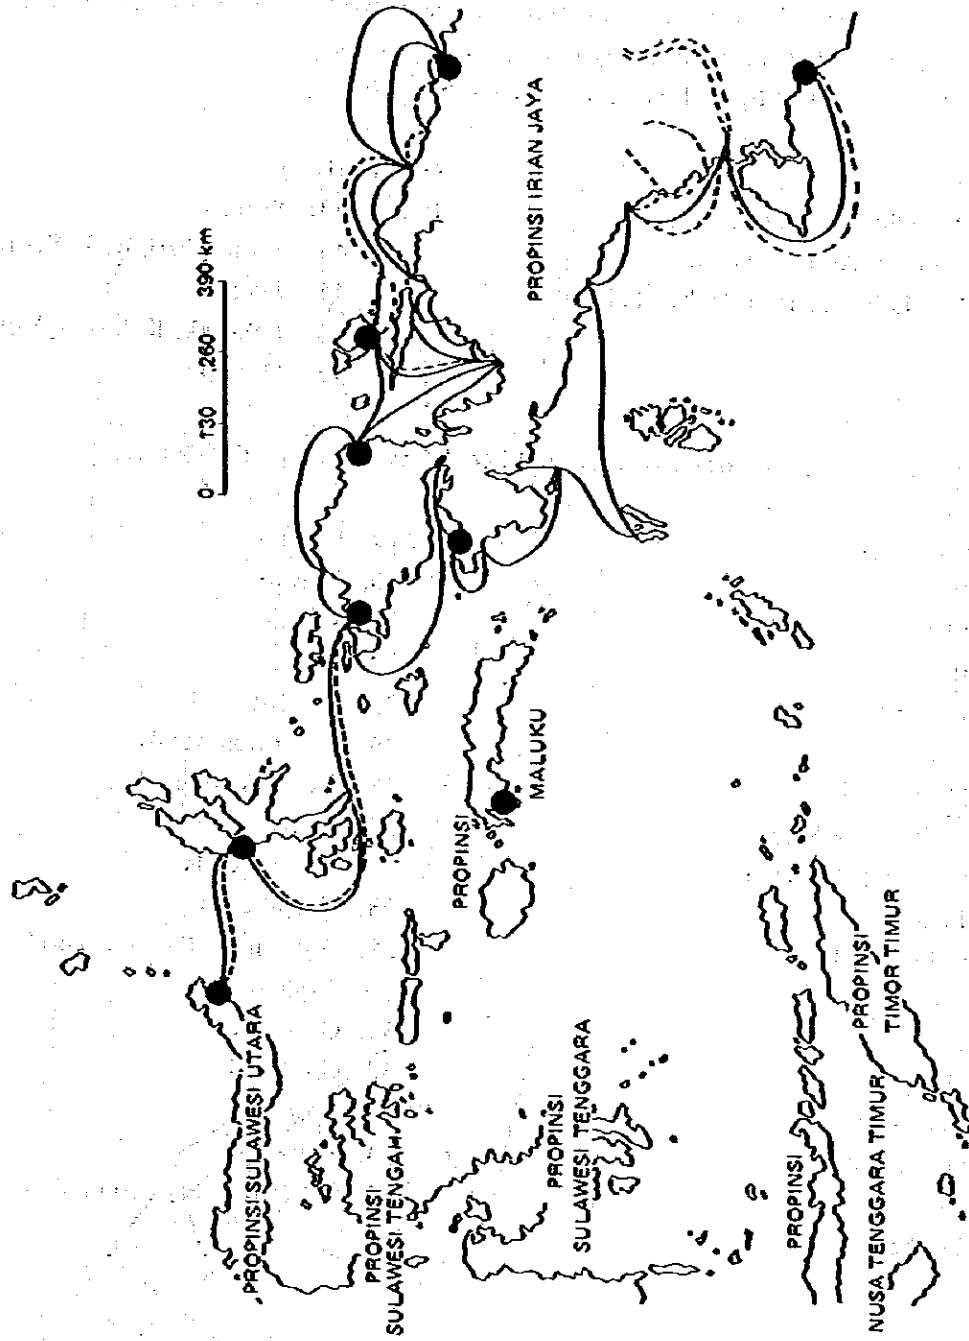 0 130 260 390 km
PROPINSI SULAWESI UTARA
PROPINSI
SULAWESI TENGAH
PROPINSI
MALUKU
PROPINSI IRIAN JAYA
PROPINSI
SULAWESI TENGGARA
PROPINSI
NUSA TENGGARA TIMUR
PROPINSI
TIMOR TIMUR